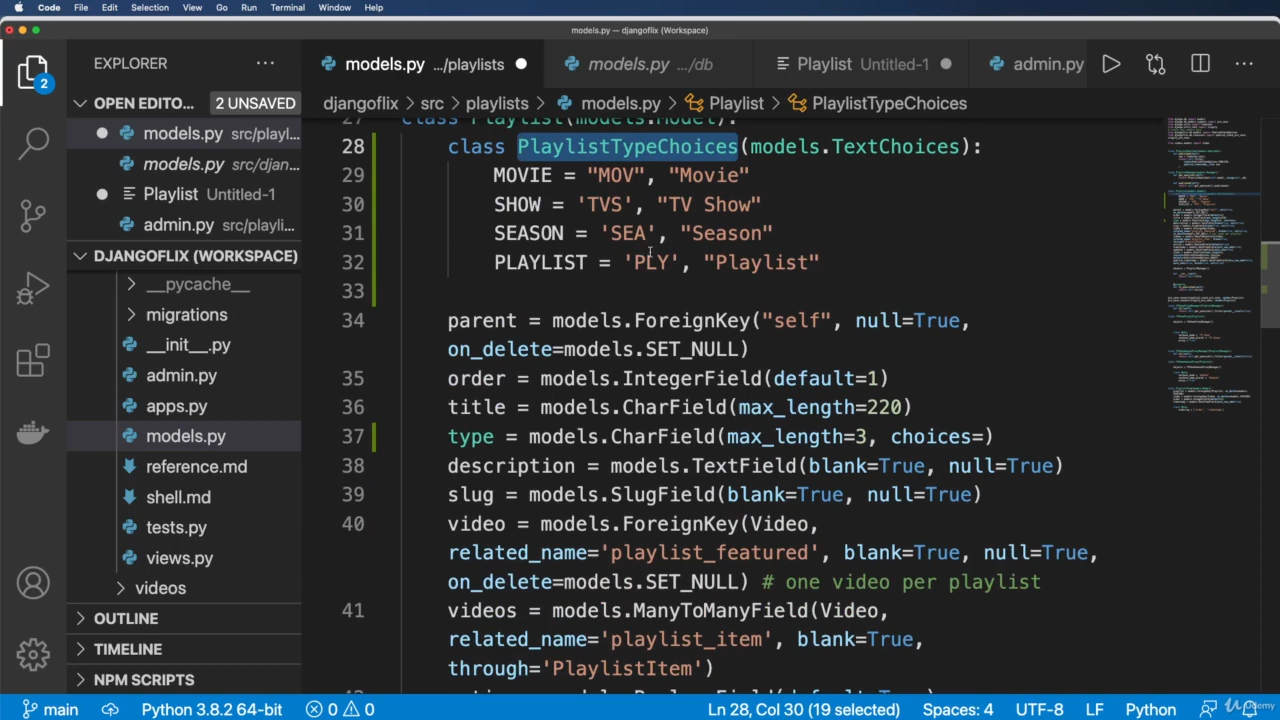 Code File Edit Selection View Go Run Terminal Window Help
models.py — djangoflix (Workspace)
EXPLORER
models.py .../playlists
models.py .../db
Playlist Untitled-1
admin.py
OPEN EDITO... 2 UNSAVED
models.py src/playl...
models.py src/djan...
Playlist Untitled-1
admin.py src/playli...
DJANGOFLIX (WORKSPACE)
__pycache__
migrations
__init__.py
admin.py
apps.py
models.py
reference.md
shell.md
tests.py
views.py
videos
OUTLINE
TIMELINE
NPM SCRIPTS
2
djangoflix > src > playlists > models.py > Playlist > PlaylistTypeChoices
27 class Playlist(models.Model):
28 PlaylistTypeChoices(models.TextChoices):
29 MOVIE = "MOV", "Movie"
30 = 'TVS', "TV Show"
= 'SEA', "Season"
32 = 'PLY', "Playlist"
33
34 = models.ForeignKey("self", null=True,
on_delete=models.SET_NULL)
35 = models.IntegerField(default=1)
36 title = models.CharField(max_length=220)
37 type = models.CharField(max_length=3, choices=)
38 description = models.TextField(blank=True, null=True)
39 slug = models.SlugField(blank=True, null=True)
40 video = models.ForeignKey(Video,
related_name='playlist_featured', blank=True, null=True,
on_delete=models.SET_NULL) # one video per playlist
41 videos = models.ManyToManyField(Video,
related_name='playlist_item', blank=True,
through='PlaylistItem')
main Python 3.8.2 64-bit 0 0 Ln 28, Col 30 (19 selected) Spaces: 4 UTF-8 LF Python
Udemy